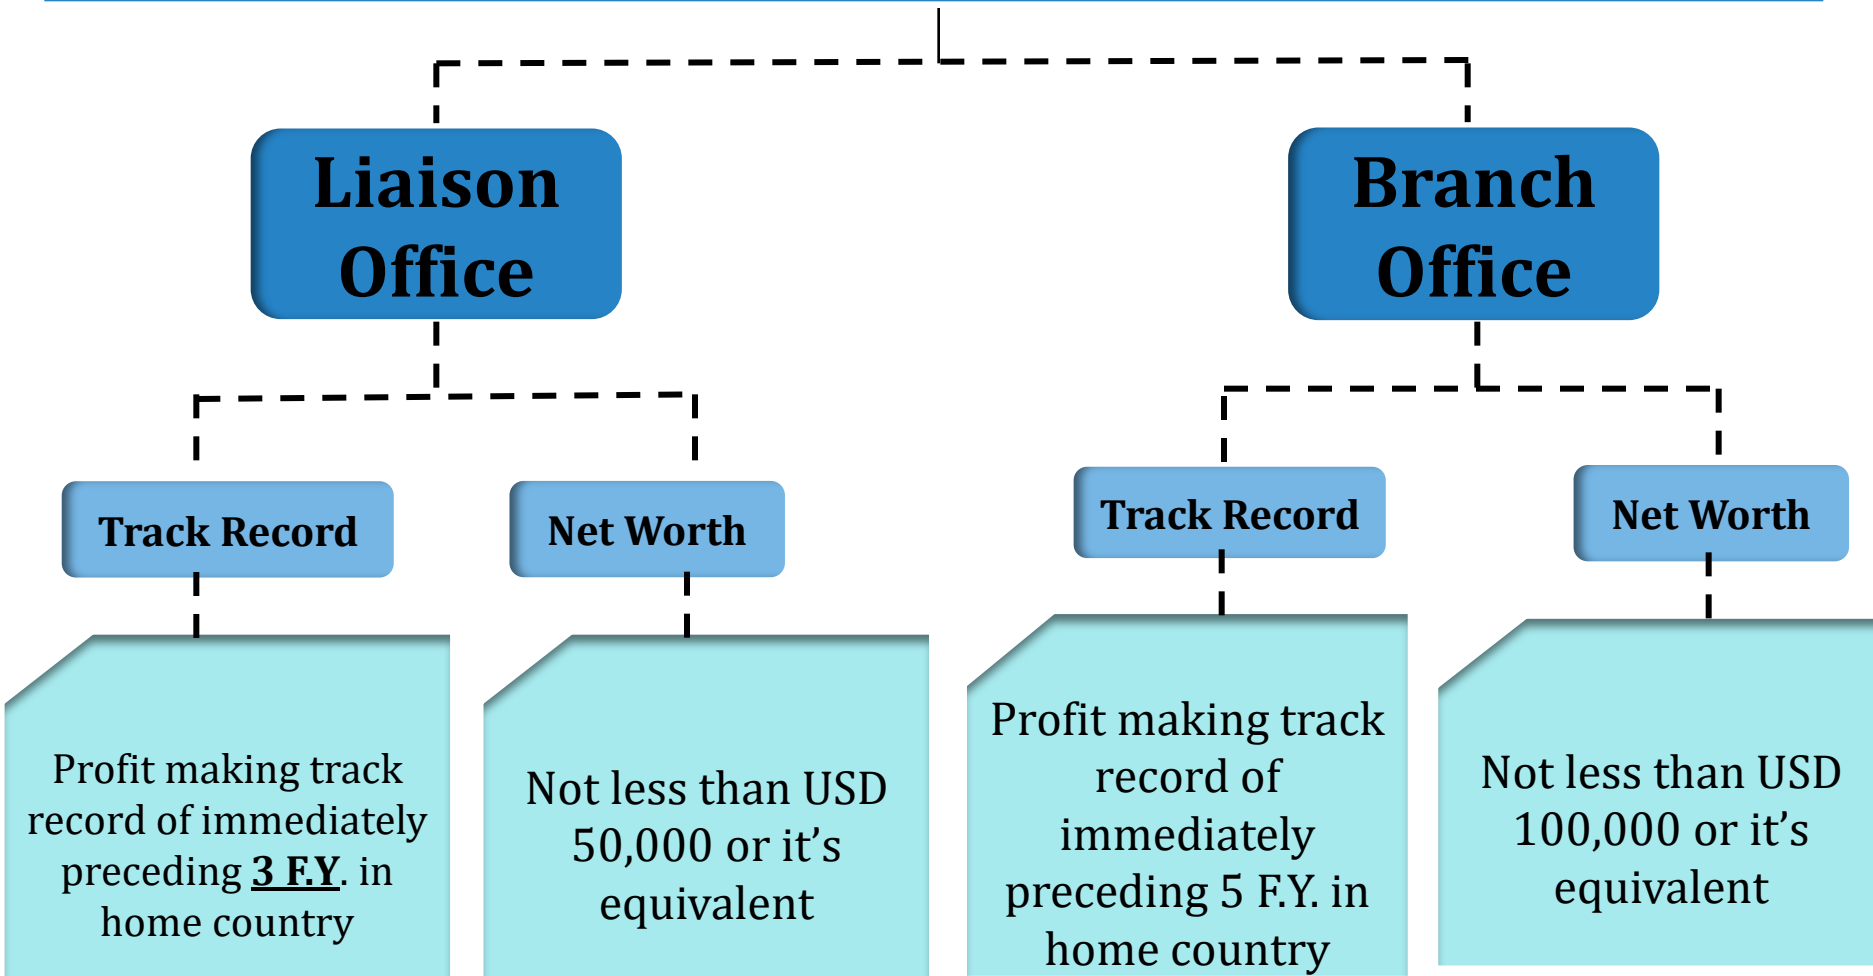 Liaison
Office
Branch
Office
Track Record
Net Worth
Track Record
Net Worth
Profit making track
record of immediately
preceding 3 F.Y. in
home country
Not less than USD
50,000 or it’s
equivalent
Profit making track
record of
immediately
preceding 5 F.Y. in
home country
Not less than USD
100,000 or it’s
equivalent